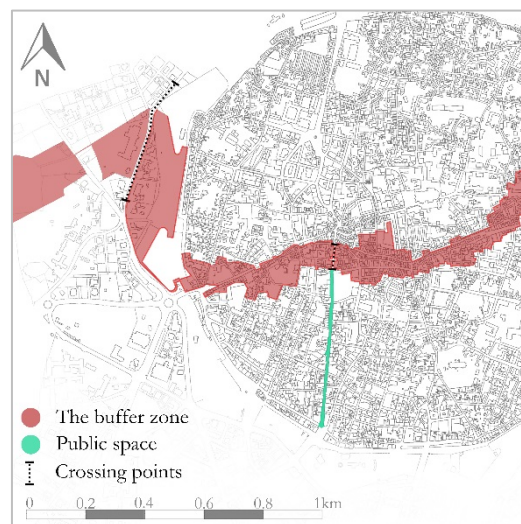 N
The buffer zone
Public space
Crossing points
0 0.2 0.4 0.6 0.8 1km